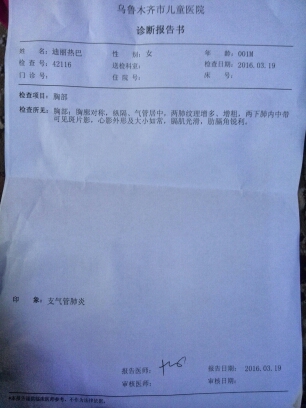 乌鲁木齐市儿童医院
诊断报告书
姓 名：迪丽热巴 性 别：女 年 龄：001M
检查号：42116 送检科室： 检查日期：2016.03.19
门诊号： 住院号： 床 号：
检查项目：胸部
检查所见：胸部：胸廓对称，纵隔、气管居中，两肺纹理增多、增粗，两下肺内中带
可见斑片影，心影外形及大小如常，膈肌光滑，肋膈角锐利。
印 象：支气管肺炎
报告医师： 报告日期：2016.03.19
审核医师： 审核日期：